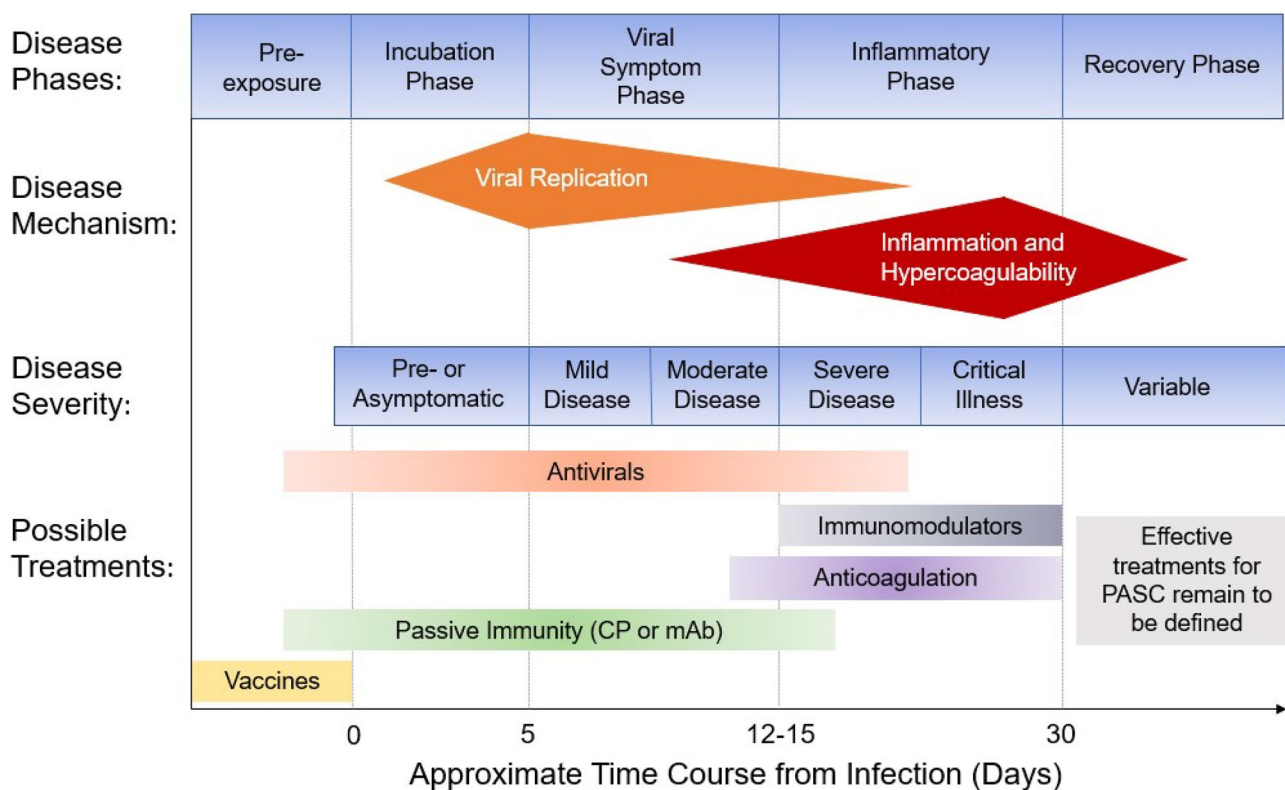 Disease
Phases:
Pre-
exposure
Incubation
Phase
Viral
Symptom
Phase
Inflammatory
Phase
Recovery Phase
Disease
Mechanism:
Viral Replication
Inflammation and
Hypercoagulability
Disease
Severity:
Pre- or
Asymptomatic
Mild
Disease
Moderate
Disease
Severe
Disease
Critical
Illness
Variable
Possible
Treatments:
Antivirals
Immunomodulators
Anticoagulation
Passive Immunity (CP or mAb)
Vaccines
Effective
treatments for
PASC remain to
be defined
0 5 12-15 30
Approximate Time Course from Infection (Days)